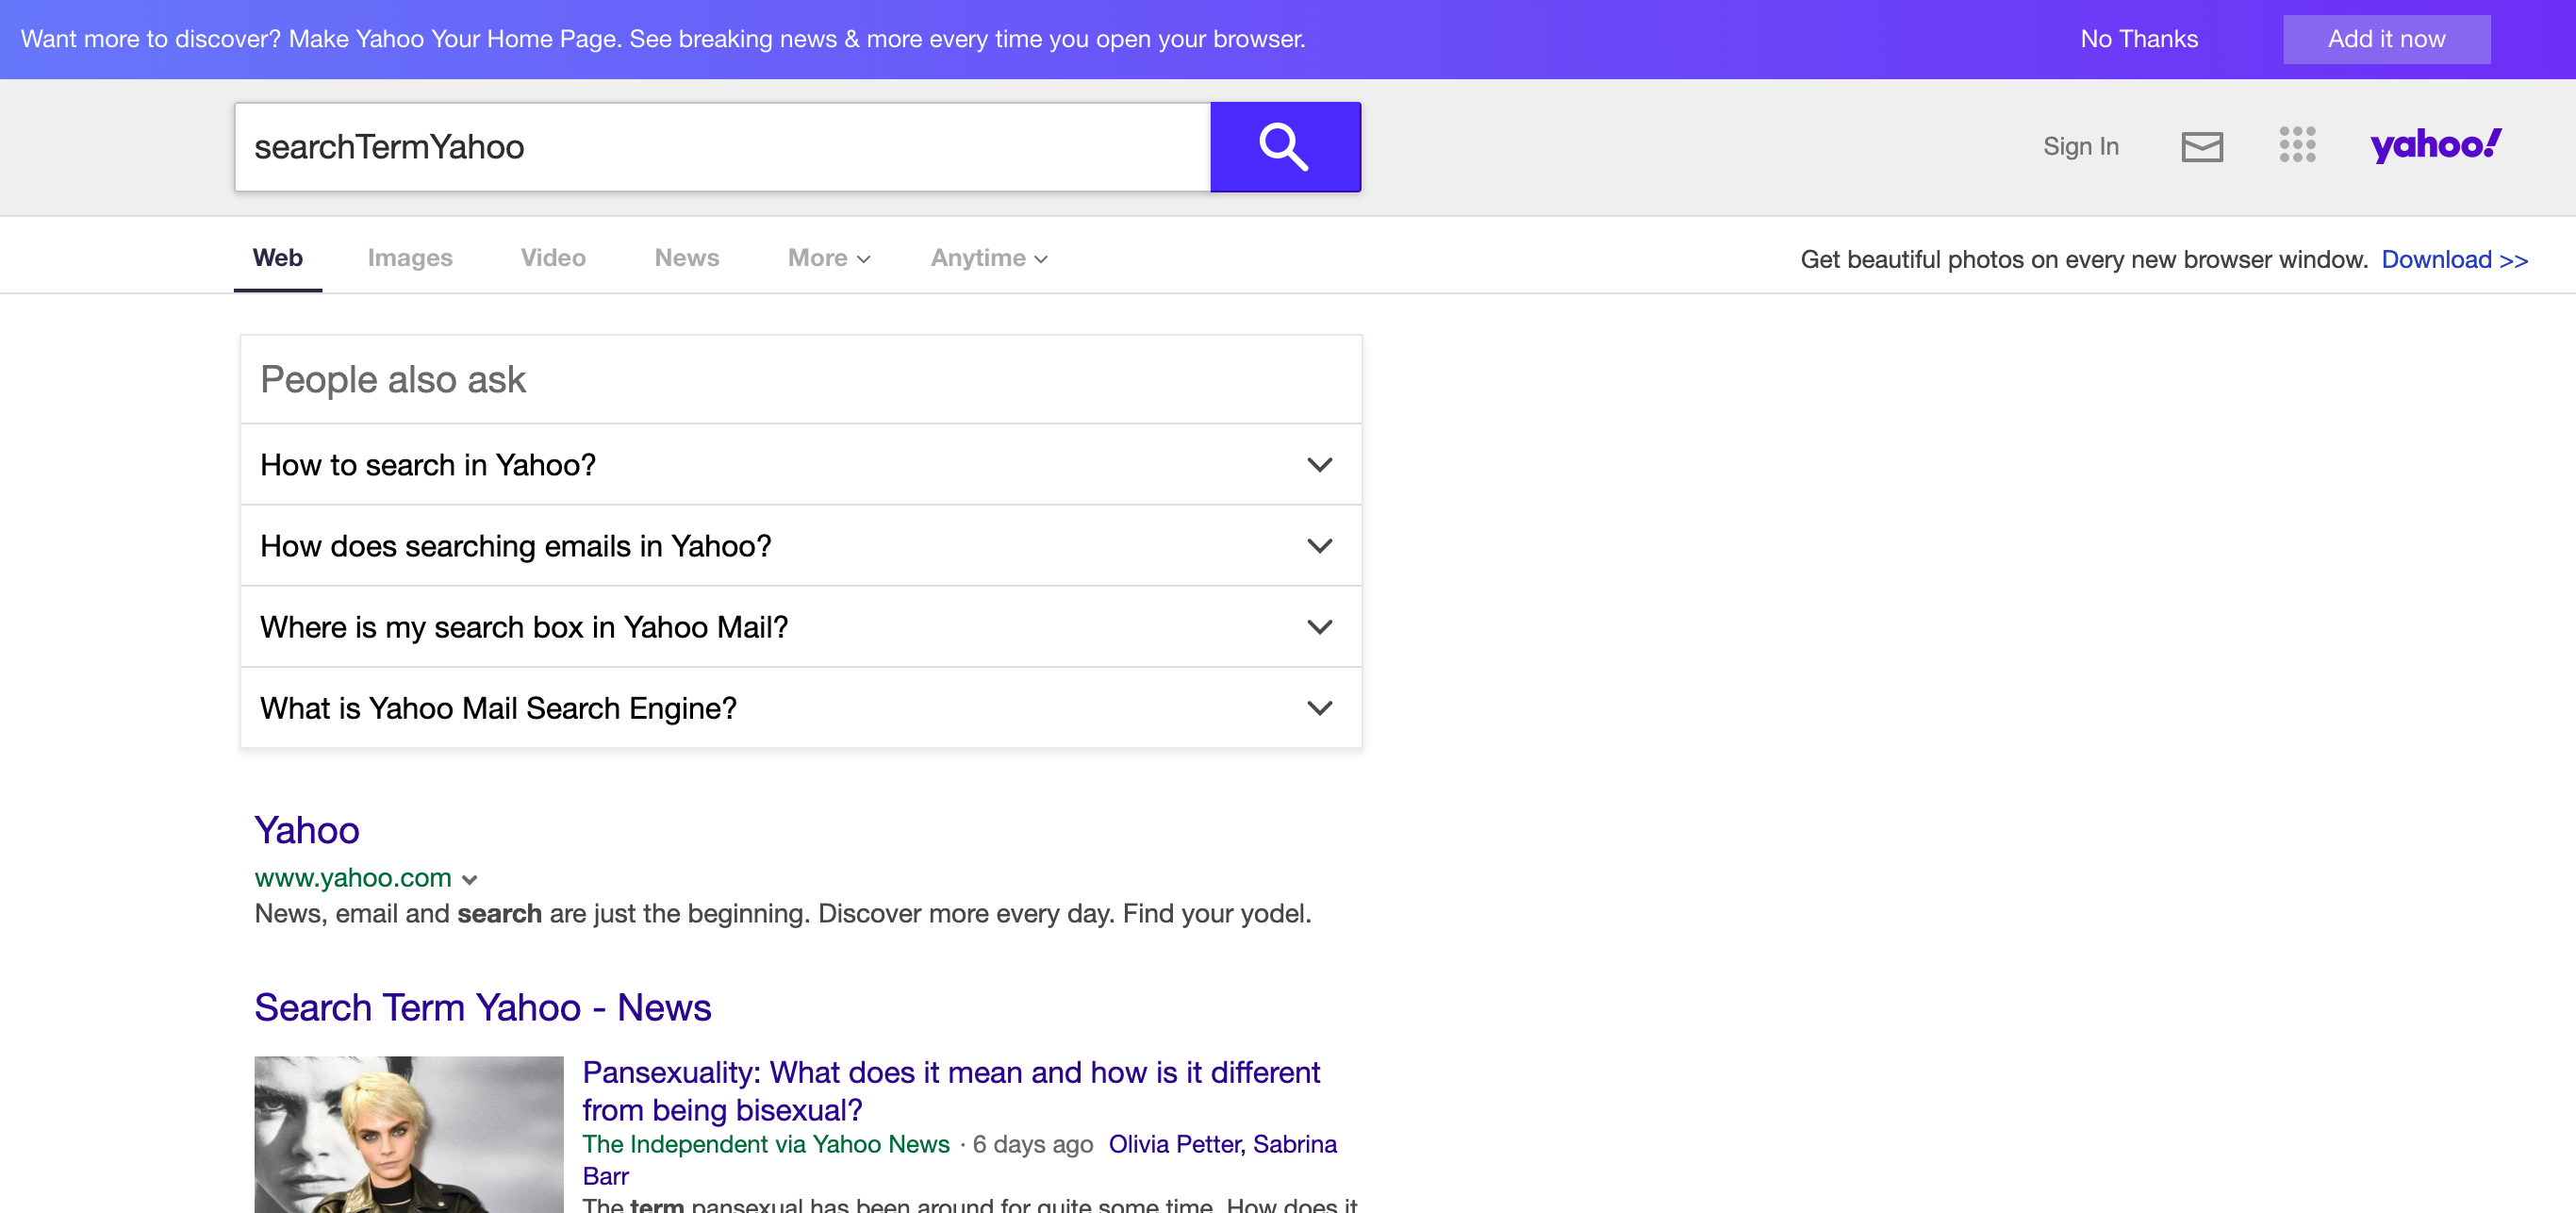 Want more to discover? Make Yahoo Your Home Page. See breaking news & more every time you open your browser.
No Thanks
Add it now
searchTermYahoo
Sign In
yahoo!
Web
Images
Video
News
More
Anytime
Get beautiful photos on every new browser window. Download >>
People also ask
How to search in Yahoo?
How does searching emails in Yahoo?
Where is my search box in Yahoo Mail?
What is Yahoo Mail Search Engine?
Yahoo
www.yahoo.com
News, email and search are just the beginning. Discover more every day. Find your yodel.
Search Term Yahoo - News
Pansexuality: What does it mean and how is it different
from being bisexual?
The Independent via Yahoo News · 6 days ago Olivia Petter, Sabrina
Barr
The term pansexual has been around for quite some time. How does it